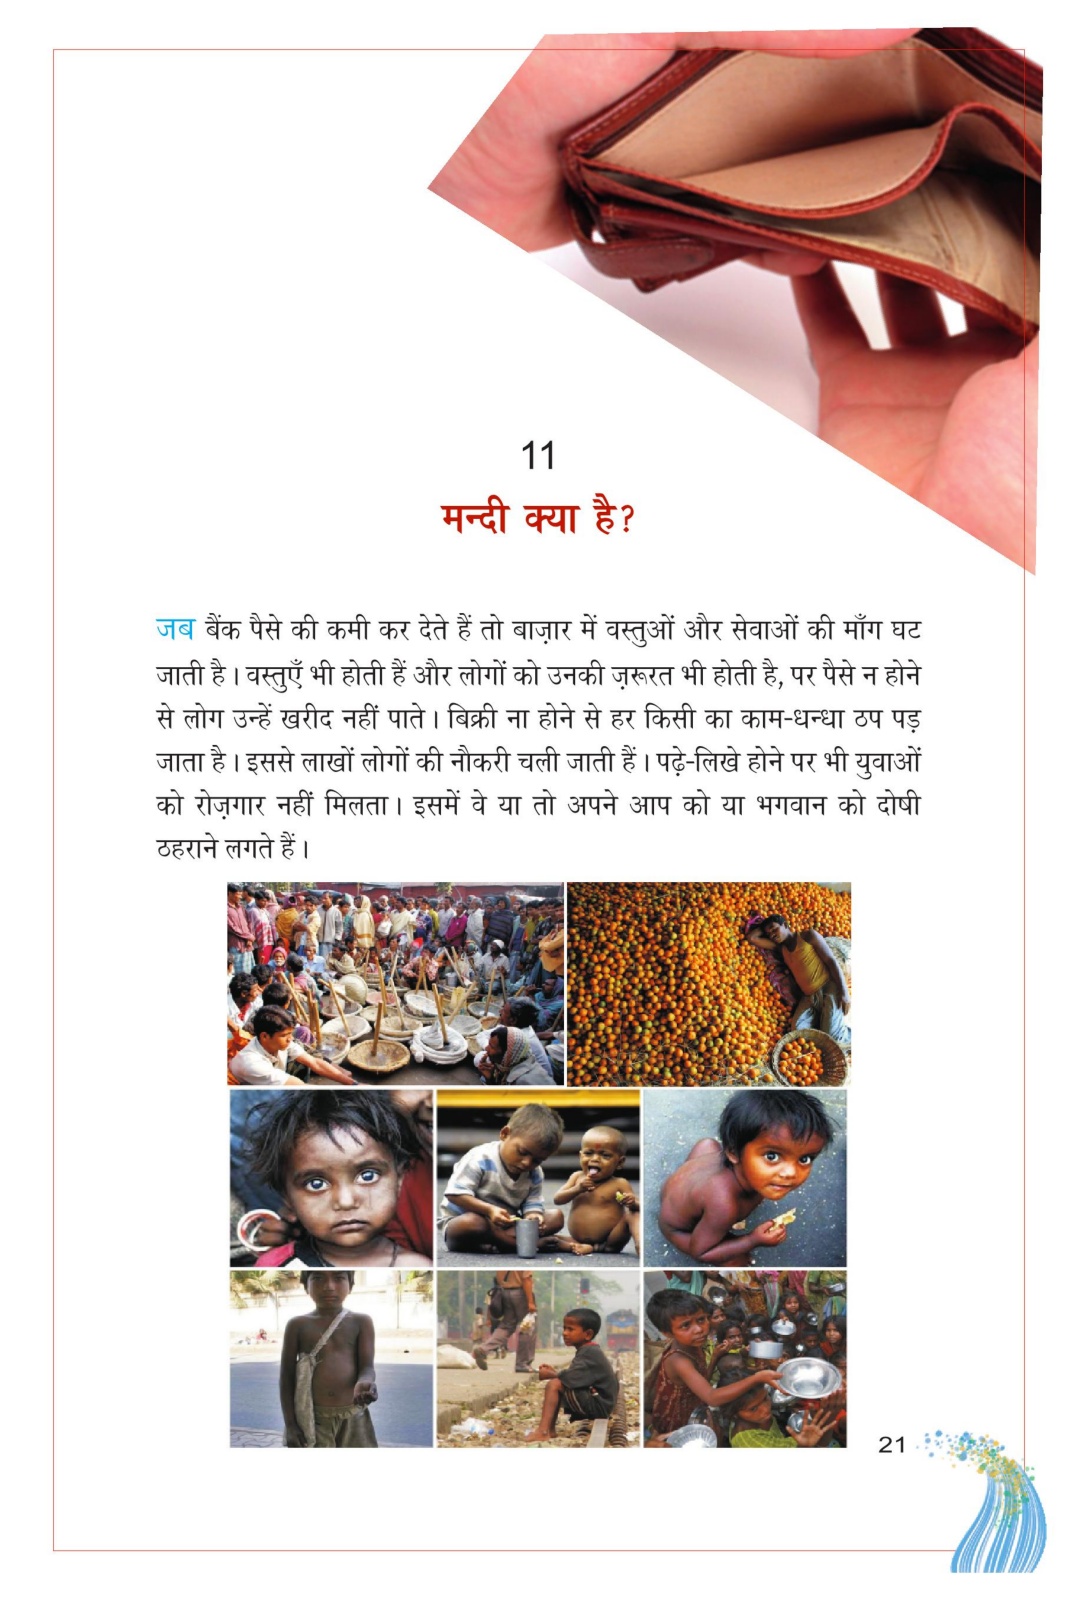 11
मन्दी क्या है?
जब बैंक पैसे की कमी कर देते हैं तो बाज़ार में वस्तुओं और सेवाओं की माँग घट
जाती है। वस्तुएँ भी होती हैं और लोगों को उनकी ज़रूरत भी होती है, पर पैसे न होने
से लोग उन्हें खरीद नहीं पाते। बिक्री ना होने से हर किसी का काम-धन्धा ठप पड़
जाता है। इससे लाखों लोगों की नौकरी चली जाती हैं। पढ़े-लिखे होने पर भी युवाओं
को रोज़गार नहीं मिलता। इसमें वे या तो अपने आप को या भगवान को दोषी
ठहराने लगते हैं।
21